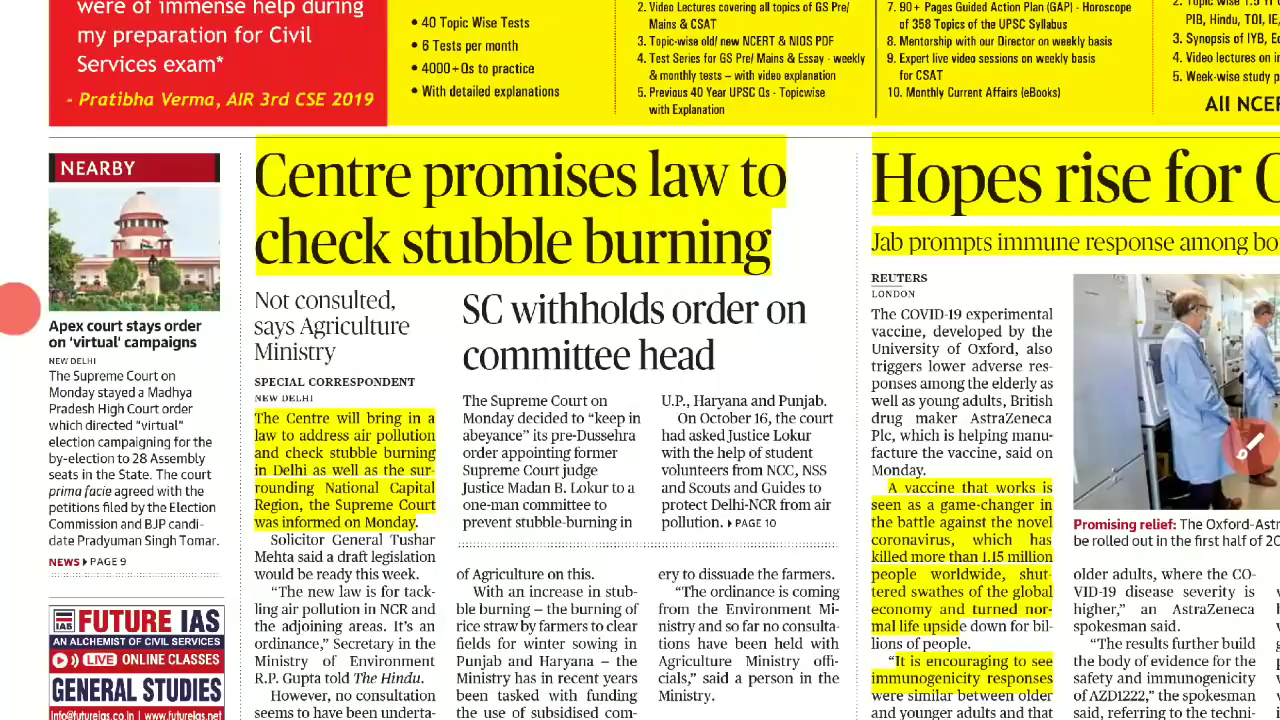 were of immense help during
my preparation for Civil
Services exam*
- Pratibha Verma, AIR 3rd CSE 2019
• 40 Topic Wise Tests
• 6 Tests per month
• 4000+Qs to practice
• With detailed explanations
2. Video Lectures covering all topics of GS Pre/
Mains & CSAT
3. Topic-wise old/ new NCERT & NIOS PDF
4. Test Series for GS Pre/ Mains & Essay - weekly
& monthly tests – with video explanation
5. Previous 40 Year UPSC Qs - Topicwise
with Explanation
7. 90+ Pages Guided Action Plan (GAP) - Horoscope
of 358 Topics of the UPSC Syllabus
8. Mentorship with our Director on weekly basis
9. Expert live video sessions on weekly basis
for CSAT
10. Monthly Current Affairs (eBooks)
PIB, Hindu, TOI, IE,
3. Synopsis of IYB, Ec
4. Video lectures on i
5. Week-wise study p
All NCER
NEARBY
Apex court stays order
on 'virtual' campaigns
NEW DELHI
The Supreme Court on
Monday stayed a Madhya
Pradesh High Court order
which directed “virtual”
election campaigning for the
by-election to 28 Assembly
seats in the State. The court
prima facie agreed with the
petitions filed by the Election
Commission and BJP candi-
date Pradyuman Singh Tomar.
NEWS PAGE 9
FUTURE IAS
IAB
AN ALCHEMIST OF CIVIL SERVICES
LIVE ONLINE CLASSES
GENERAL STUDIES
Info@futureias.co.in | www.futureias.net
Centre promises law to
check stubble burning
Not consulted,
says Agriculture
Ministry
SPECIAL CORRESPONDENT
NEW DELHI
The Centre will bring in a
law to address air pollution
and check stubble burning
in Delhi as well as the sur-
rounding National Capital
Region, the Supreme Court
was informed on Monday.
Solicitor General Tushar
Mehta said a draft legislation
would be ready this week.
“The new law is for tack-
ling air pollution in NCR and
the adjoining areas. It’s an
ordinance,” Secretary in the
Ministry of Environment
R.P. Gupta told The Hindu.
However, no consultation
seems to have been underta-
SC withholds order on
committee head
The Supreme Court on
Monday decided to “keep in
abeyance” its pre-Dussehra
order appointing former
Supreme Court judge
Justice Madan B. Lokur to a
one-man committee to
prevent stubble-burning in
U.P., Haryana and Punjab.
On October 16, the court
had asked Justice Lokur
with the help of student
volunteers from NCC, NSS
and Scouts and Guides to
protect Delhi-NCR from air
pollution. PAGE 10
of Agriculture on this.
With an increase in stub-
ble burning – the burning of
rice straw by farmers to clear
fields for winter sowing in
Punjab and Haryana – the
Ministry has in recent years
been tasked with funding
the use of subsidised com-
ery to dissuade the farmers.
“The ordinance is coming
from the Environment Mi-
nistry and so far no consulta-
tions have been held with
Agriculture Ministry offi-
cials,” said a person in the
Ministry.
Hopes rise for
Jab prompts immune response among bo
REUTERS
LONDON
The COVID-19 experimental
vaccine, developed by the
University of Oxford, also
triggers lower adverse res-
ponses among the elderly as
well as young adults, British
drug maker AstraZeneca
Plc, which is helping manu-
facture the vaccine, said on
Monday.
A vaccine that works is
seen as a game-changer in
the battle against the novel
coronavirus, which has
killed more than 1.15 million
people worldwide, shut-
tered swathes of the global
economy and turned nor-
mal life upside down for bil-
lions of people.
“It is encouraging to see
immunogenicity responses
were similar between older
and younger adults and that
Promising relief: The Oxford-Astr
be rolled out in the first half of 20
older adults, where the CO-
VID-19 disease severity is
higher,” an AstraZeneca
spokesman said.
“The results further build
the body of evidence for the
safety and immunogenicity
of AZD1222,” the spokesman
said, referring to the techni-